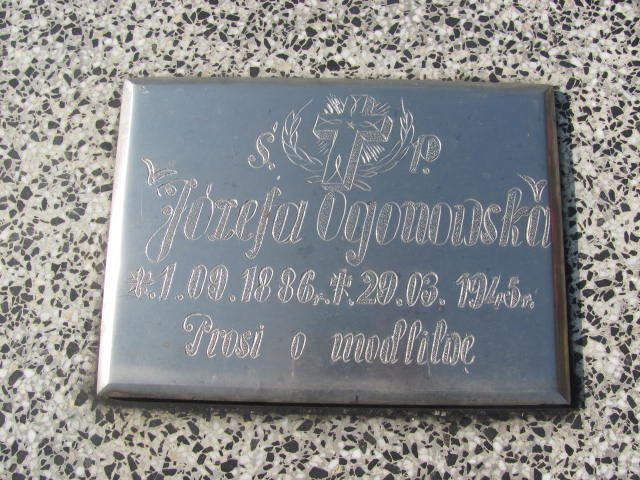 Ś. P.
Józefa Ogonowska
*.1.09.1886r. †.29.03.1945r.
Prosi o modlitwę